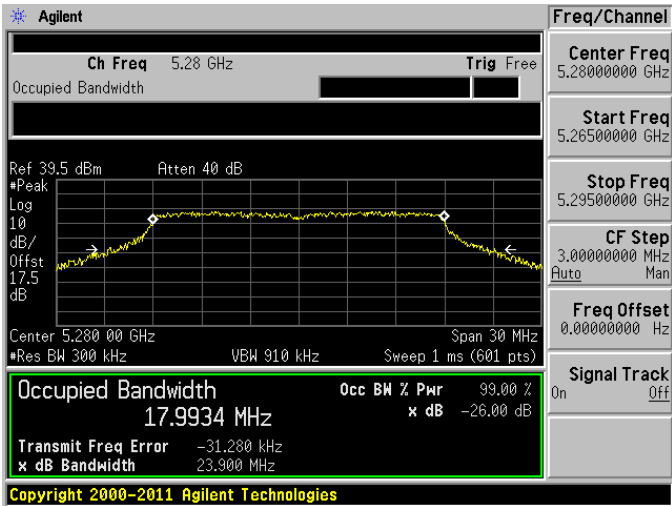 Agilent
Freq/Channel
Ch Freq 5.28 GHz Trig Free
Occupied Bandwidth
Center Freq
5.28000000 GHz
Start Freq
5.26500000 GHz
Stop Freq
5.29500000 GHz
CF Step
3.00000000 MHz
Auto Man
Freq Offset
0.00000000 Hz
Signal Track
On Off
Ref 39.5 dBm Atten 40 dB
#Peak
Log
10
dB/
Offst
17.5
dB
Center 5.280 00 GHz Span 30 MHz
#Res BW 300 kHz VBW 910 kHz Sweep 1 ms (601 pts)
Occupied Bandwidth Occ BW % Pwr 99.00 %
17.9934 MHz x dB -26.00 dB
Transmit Freq Error -31.280 kHz
x dB Bandwidth 23.900 MHz
Copyright 2000-2011 Agilent Technologies